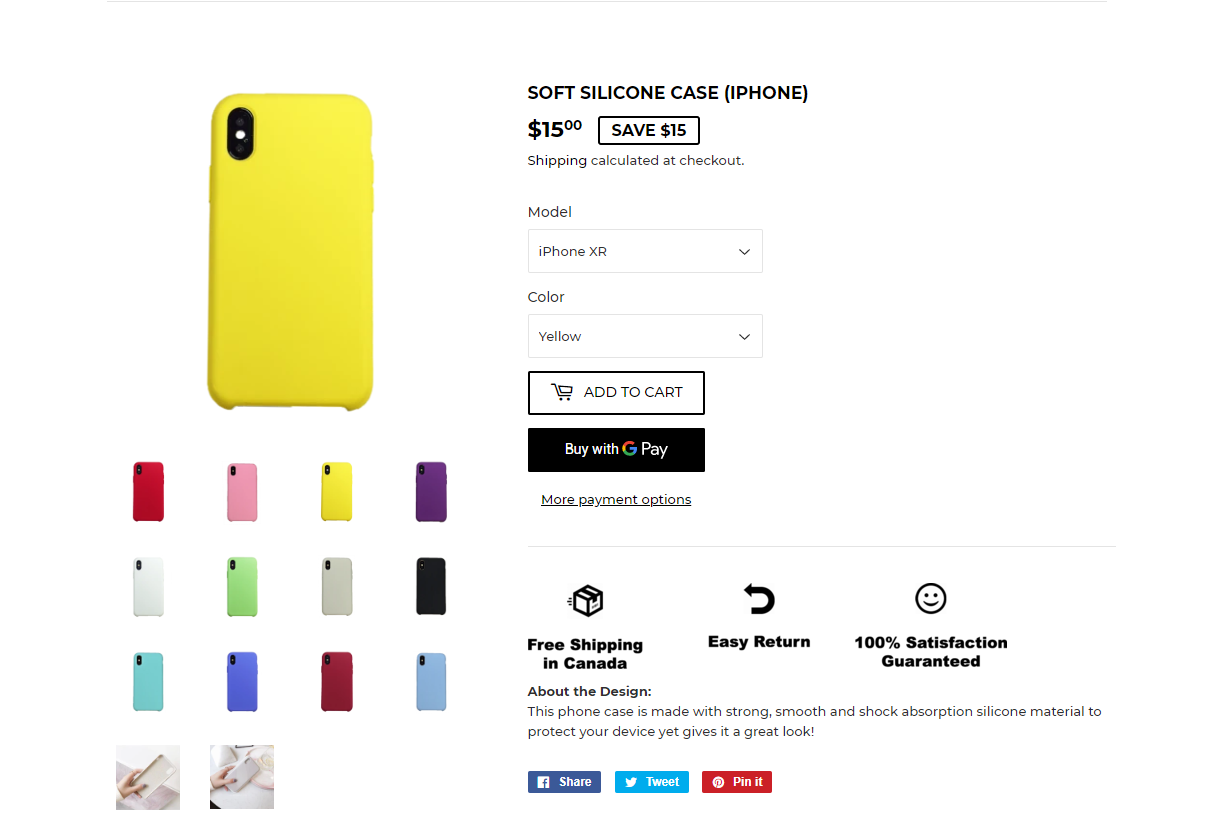 SOFT SILICONE CASE (IPHONE)
$1500 SAVE $15
Shipping calculated at checkout.
Model
iPhone XR
Color
Yellow
ADD TO CART
Buy with G Pay
More payment options
Free Shipping
in Canada
Easy Return
100% Satisfaction
Guaranteed
About the Design:
This phone case is made with strong, smooth and shock absorption silicone material to
protect your device yet gives it a great look!
Share
Tweet
Pin it